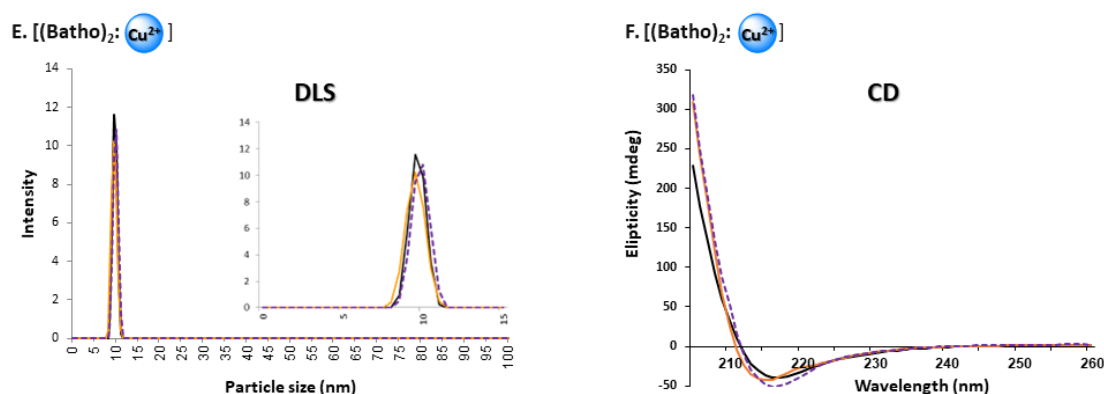 E. [(Batho)₂: Cu²⁺ ]
DLS
Intensity
14
12
10
8
6
4
2
0
0 5 10 15 20 25 30 35 40 45 50 55 60 65 70 75 80 85 90 95 100
Particle size (nm)
14
12
10
8
6
4
2
0
0 5 10 15
F. [(Batho)₂: Cu²⁺ ]
CD
Elipticity (mdeg)
350
300
250
200
150
100
50
0
-50
210 220 230 240 250 260
Wavelength (nm)